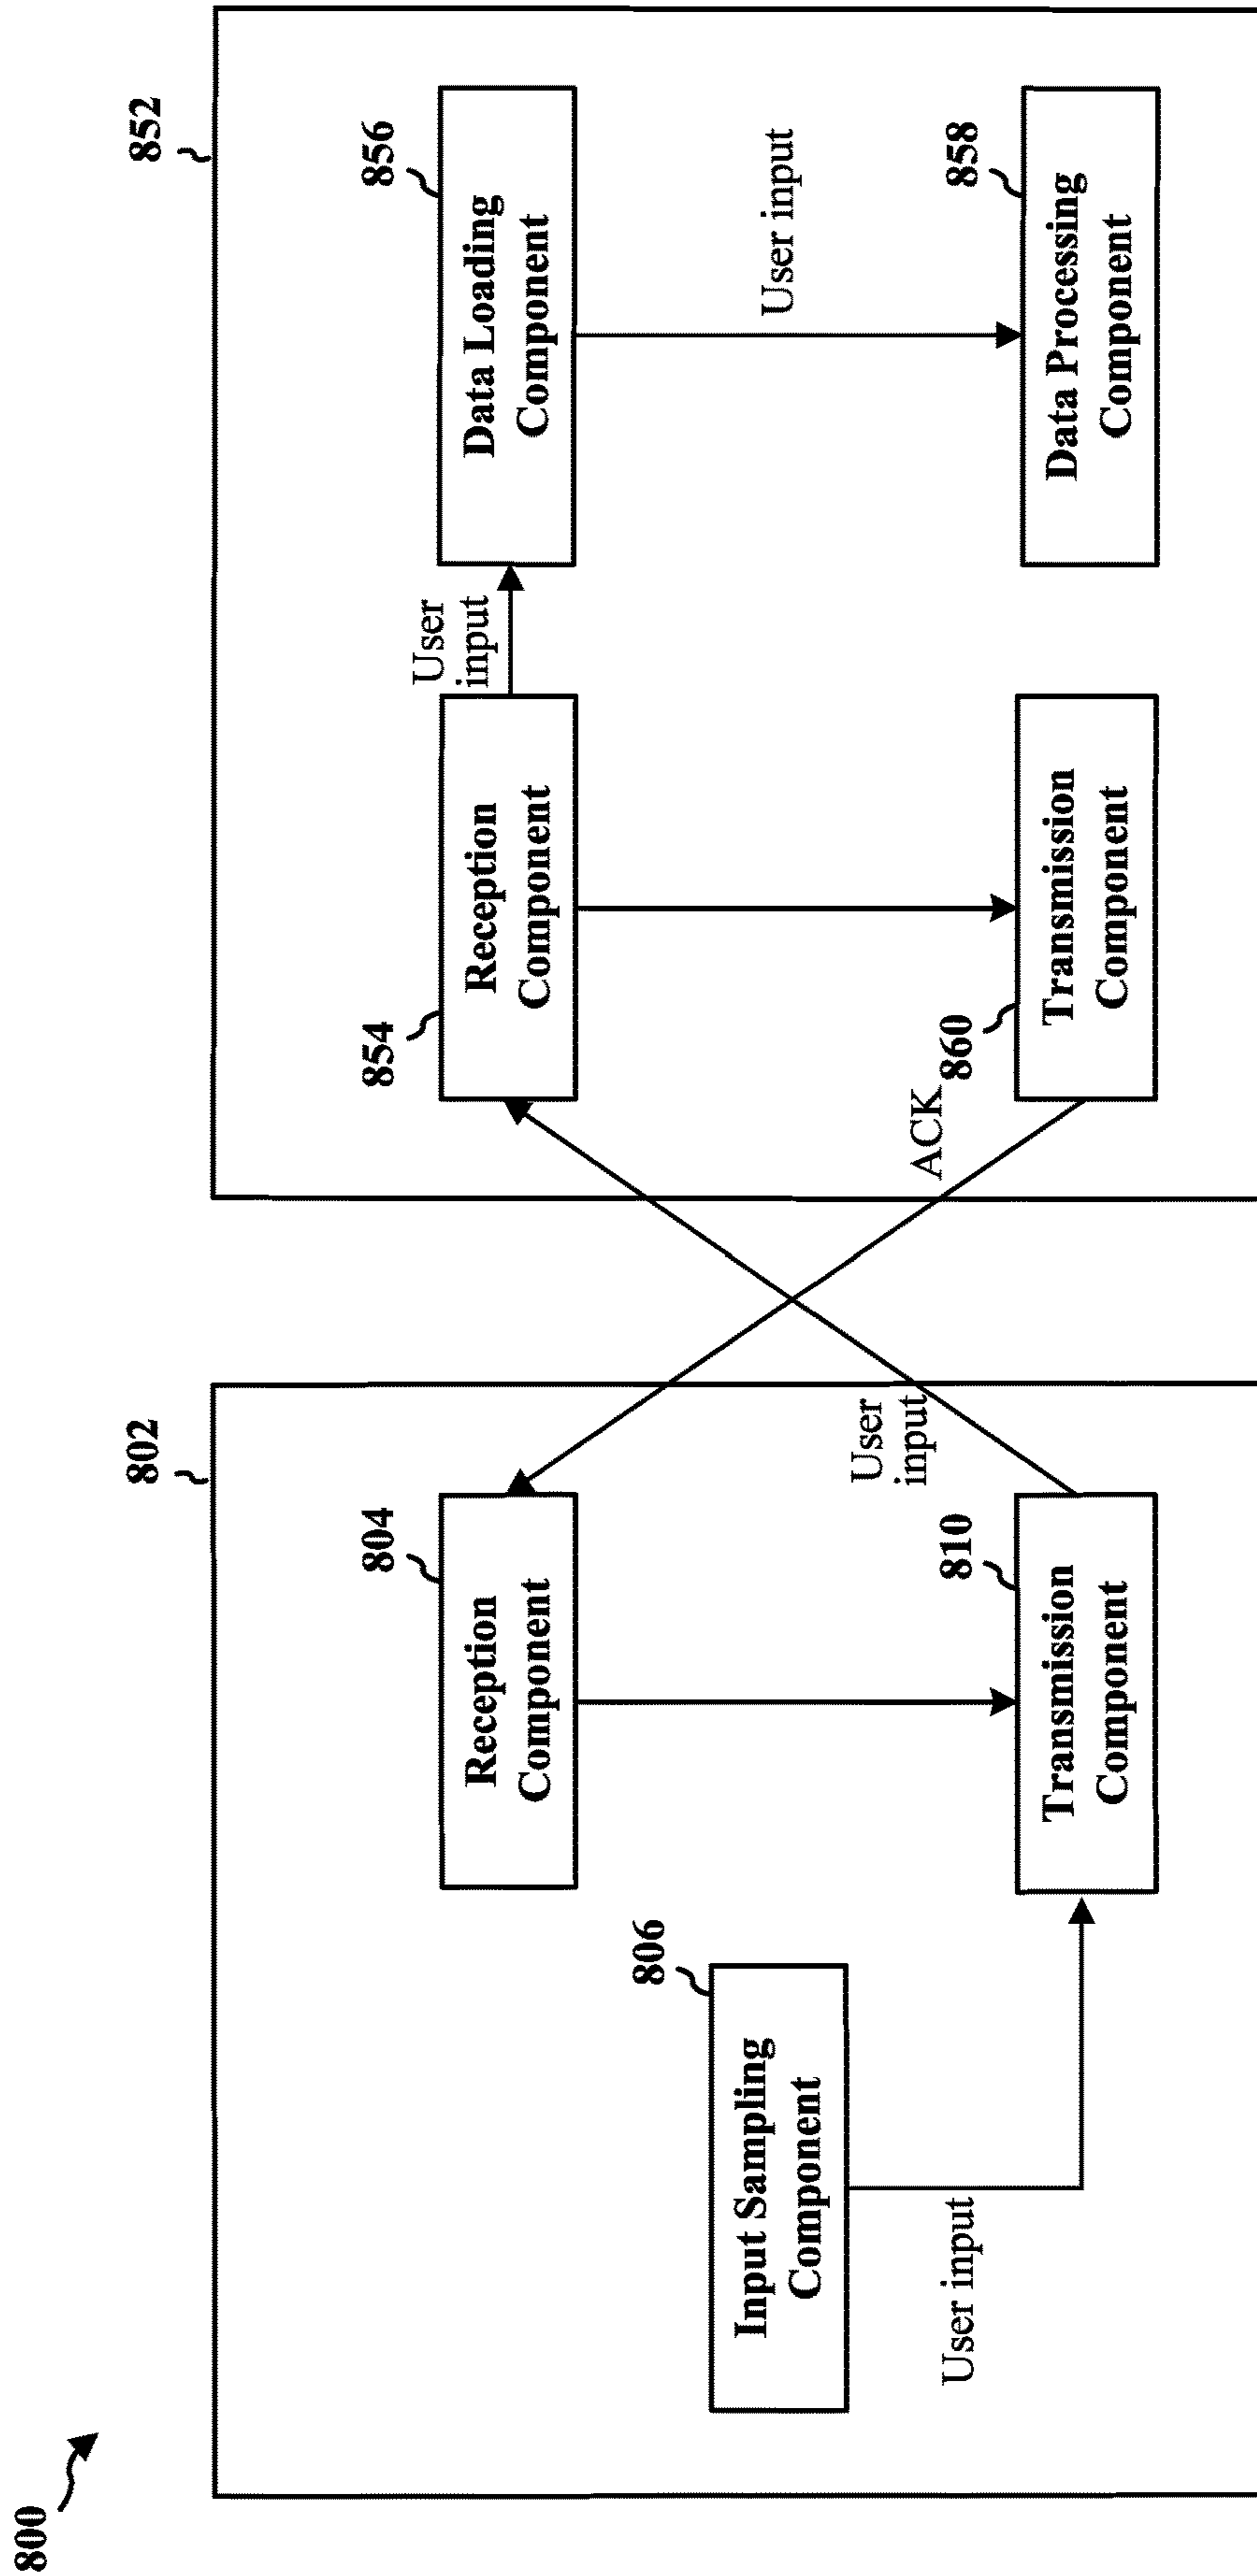 800
802
852
804
Reception
Component
806
Input Sampling
Component
User input
810
Transmission
Component
User
input
ACK
854
Reception
Component
User
input
856
Data Loading
Component
User input
860
Transmission
Component
858
Data Processing
Component